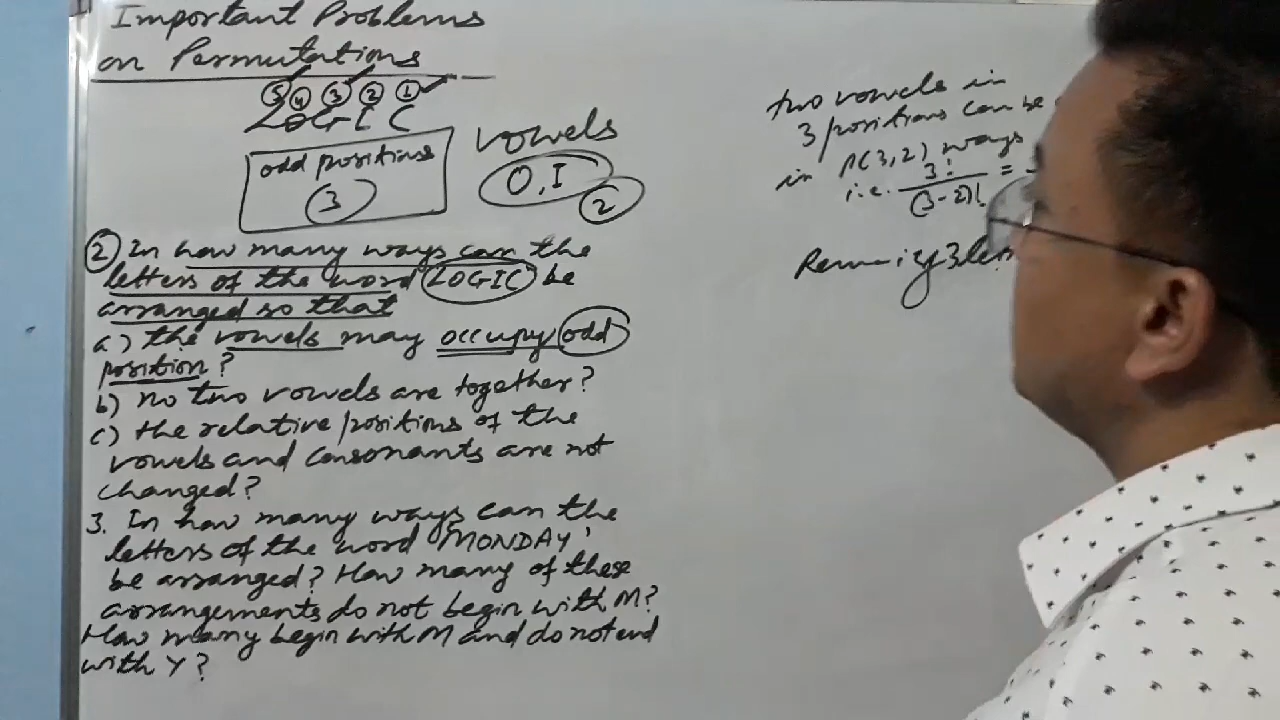 Important Problems
on Permutations
5 4 3 2 1
LOGIC
odd positions
3
vowels
O, I
2
2 In how many ways can the
letters of the word LOGIC be
arranged so that
a) the vowels may occupy odd
position?
b) no two vowels are together?
c) the relative positions of the
vowels and consonants are not
changed?
3. In how many ways can the
letters of the word 'MONDAY'
be arranged? How many of these
arrangements do not begin with M?
How many begin with M and do not end
with Y?
two vowels in
3 positions can be
in P(3,2) ways
i.e. 3! / (3-2)! =